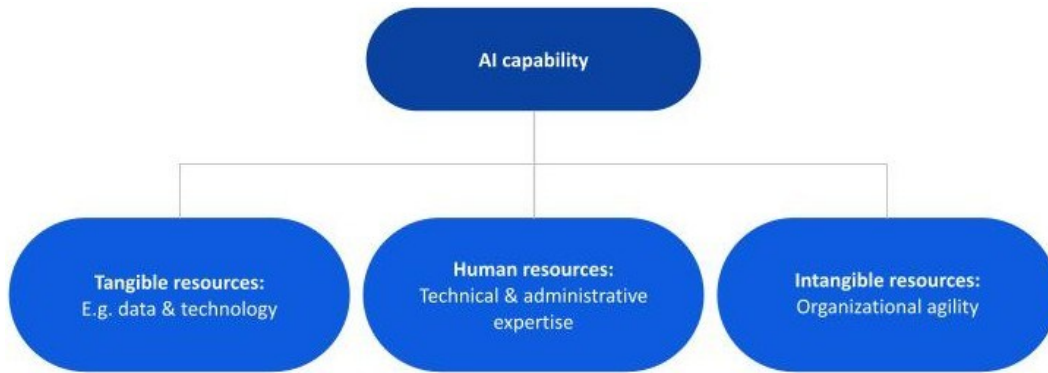 AI capability
Tangible resources:
E.g. data & technology
Human resources:
Technical & administrative
expertise
Intangible resources:
Organizational agility